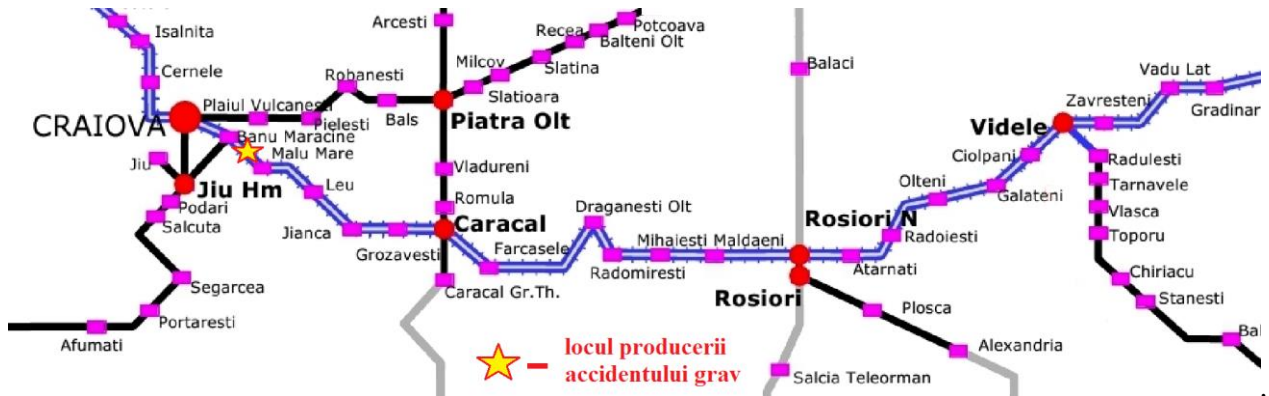 Isalnita
Cernele
CRAIOVA
Plaiul Vulcanesti
Pielesti
Robanesti
Bals
Banu Maracine
Malu Mare
Jiu
Jiu Hm
Podari
Salcuta
Segarcea
Portaresti
Afumati
Leu
Jianca
Grozavesti
Arcesti
Piatra Olt
Milcov
Slatioara
Slatina
Recea
Balteni Olt
Potcoava
Vladureni
Romula
Caracal
Caracal Gr.Th.
Farcasele
Draganesti Olt
Radomiresti
Mihaiesti
Maldaeni
Balaci
Rosiori N
Rosiori
Atarnati
Radoiesti
Olteni
Galateni
Ciolpani
Videle
Zavresteni
Vadu Lat
Gradinar
Radulesti
Tarnavele
Vlasca
Toporu
Chiriacu
Stanesti
Plosca
Alexandria
Salcia Teleorman
– locul producerii
accidentului grav